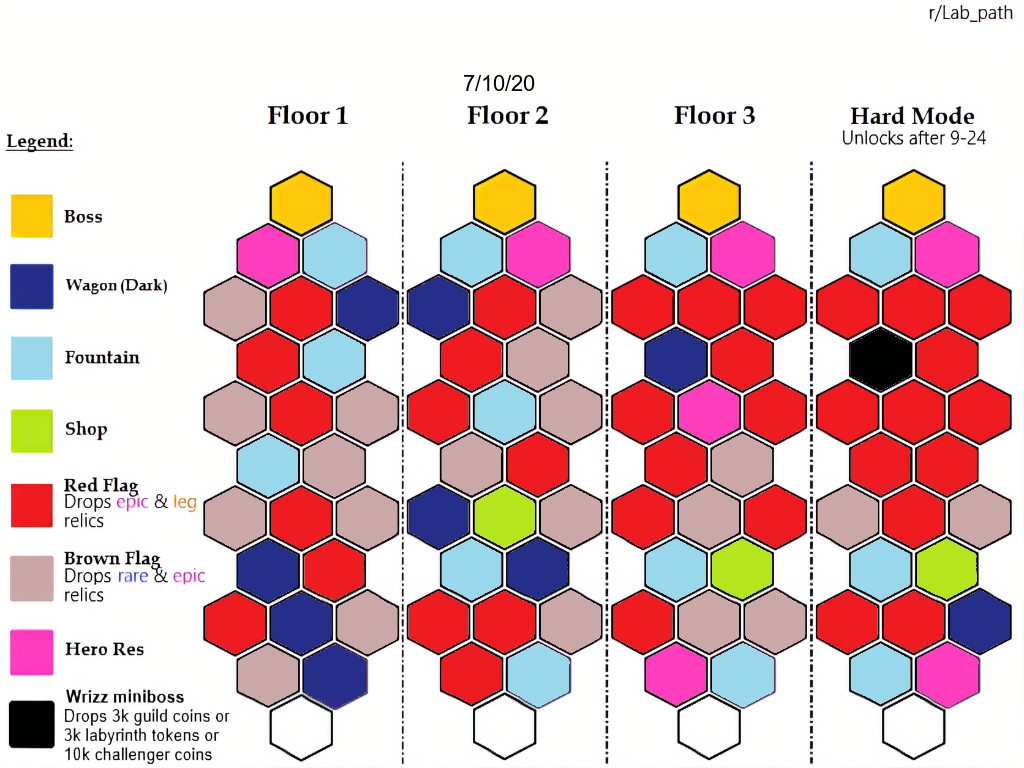 r/Lab_path
7/10/20
Floor 1
Floor 2
Floor 3
Hard Mode
Unlocks after 9-24
Legend:
Boss
Wagon (Dark)
Fountain
Shop
Red Flag
Drops epic & leg
relics
Brown Flag
Drops rare & epic
relics
Hero Res
Wrizz miniboss
Drops 3k guild coins or
3k labyrinth tokens or
10k challenger coins